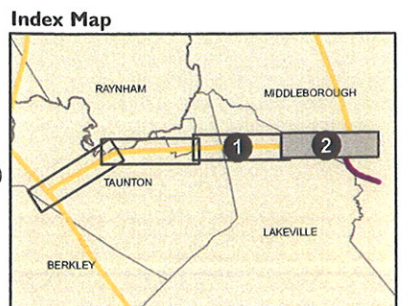 Index Map
RAYNHAM
MIDDLEBOROUGH
1
2
TAUNTON
LAKEVILLE
BERKLEY